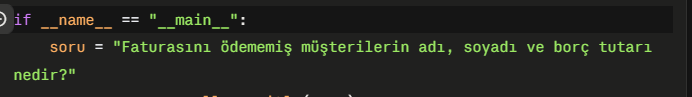 if __name__ == "__main__":
soru = "Faturasını ödememiş müşterilerin adı, soyadı ve borç tutarı
nedir?"